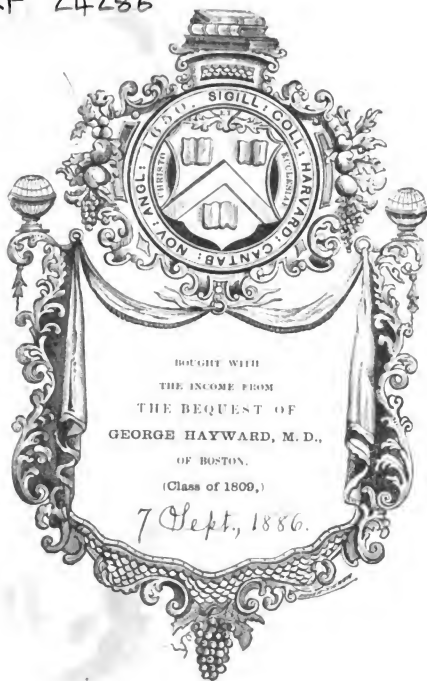 24286
SIGILL: COLL: HARVARD: CANTAB: NOV: ANGL: 1650.
CHRISTO
ECCLESIAE
BOUGHT WITH
THE INCOME FROM
THE BEQUEST OF
GEORGE HAYWARD, M. D.,
OF BOSTON.
(Class of 1809,)
7 Sept., 1886.